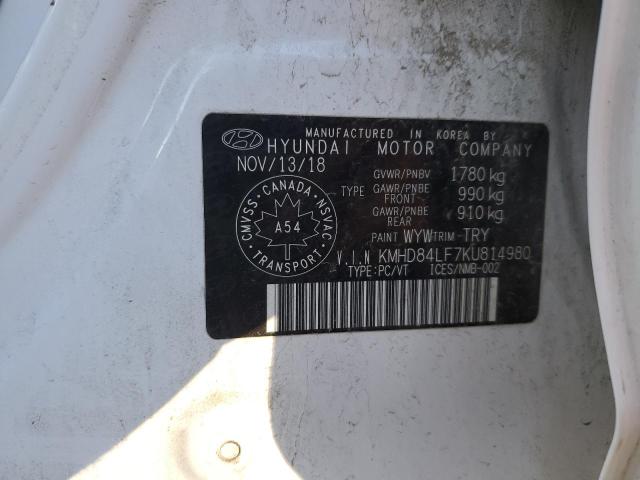 MANUFACTURED IN KOREA BY
HYUNDAI MOTOR COMPANY
NOV/13/18
GVWR/PNBV 1780 kg
TYPE GAWR/PNBE FRONT 990 kg
GAWR/PNBE REAR 910 kg
CMVSS · CANADA · NSVAC
A54
TRANSPORT
PAINT WYW TRIM -TRY
V.I.N KMHD84LF7KU814980
TYPE:PC/VT ICES/NMB-002